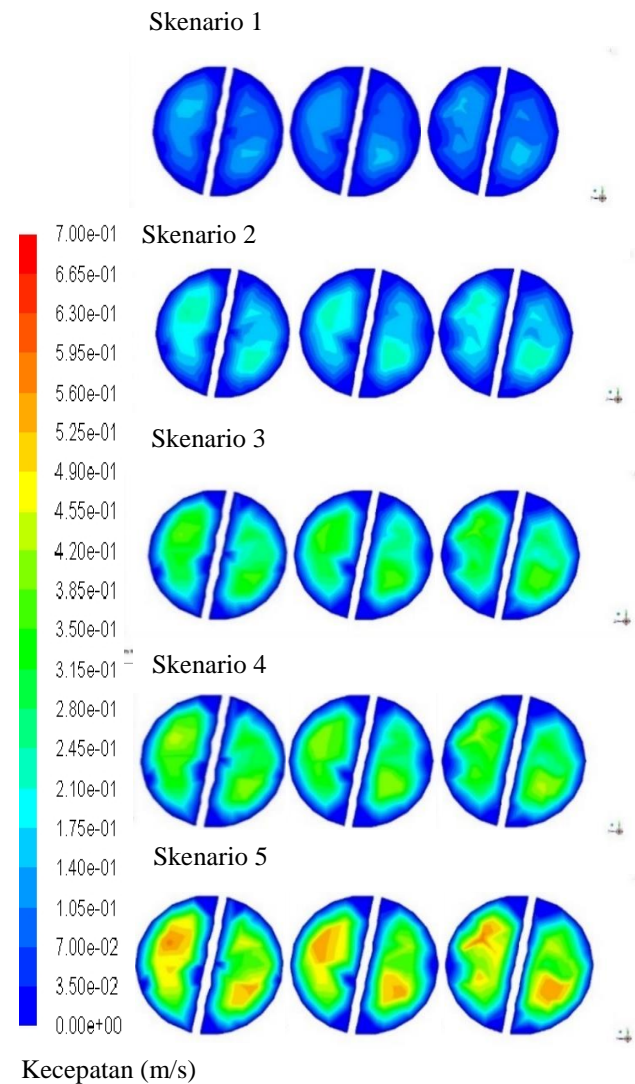 Skenario 1
7.00e-01
Skenario 2
6.65e-01
6.30e-01
5.95e-01
5.60e-01
5.25e-01
Skenario 3
4.90e-01
4.55e-01
4.20e-01
3.85e-01
3.50e-01
3.15e-01
Skenario 4
2.80e-01
2.45e-01
2.10e-01
1.75e-01
1.40e-01
Skenario 5
1.05e-01
7.00e-02
3.50e-02
0.00e+00
Kecepatan (m/s)